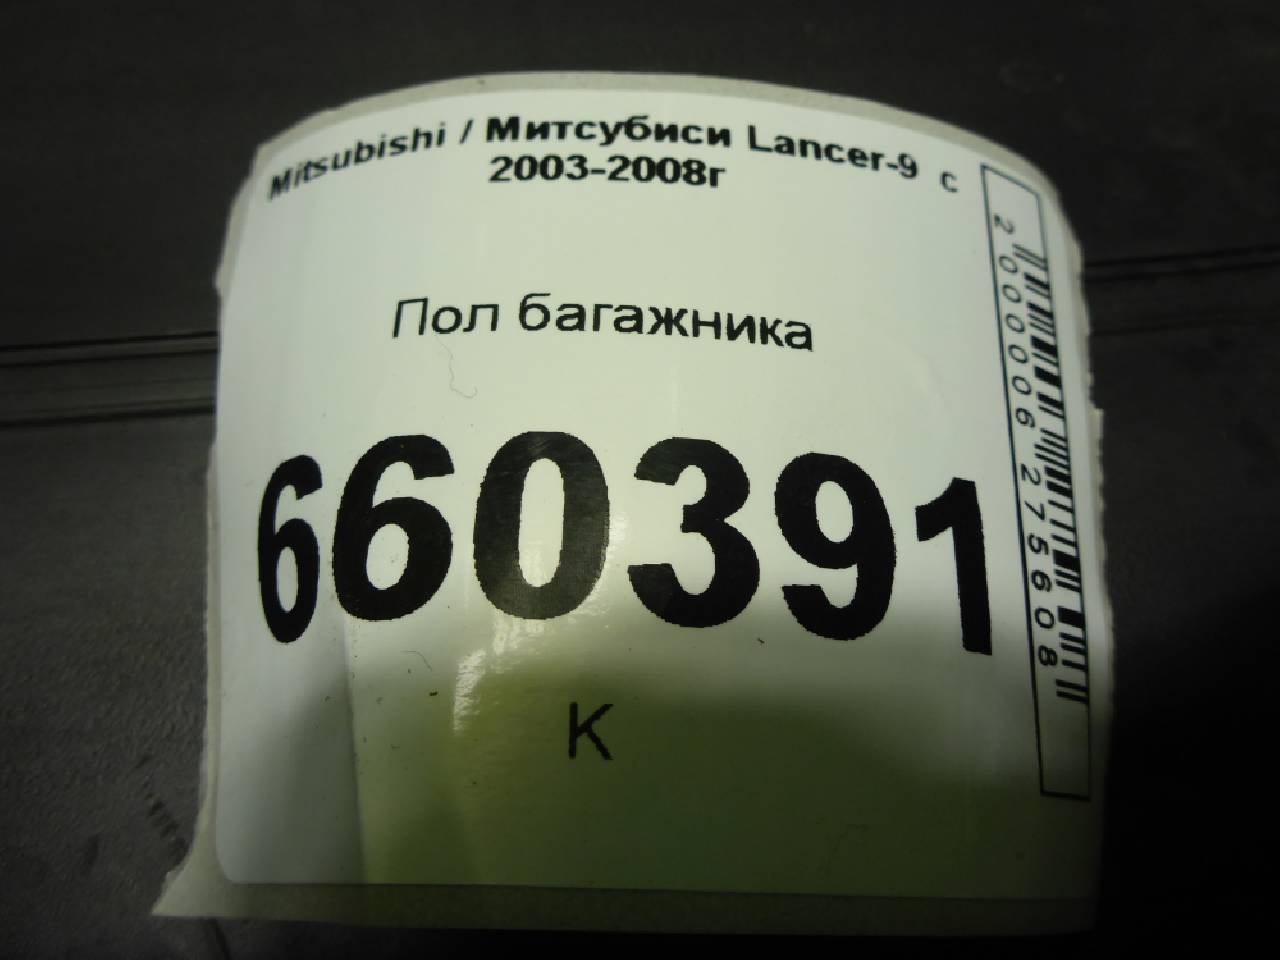 Mitsubishi / Митсубиси Lancer-9 с
2003-2008г
Пол багажника
660391
К
2000006275608